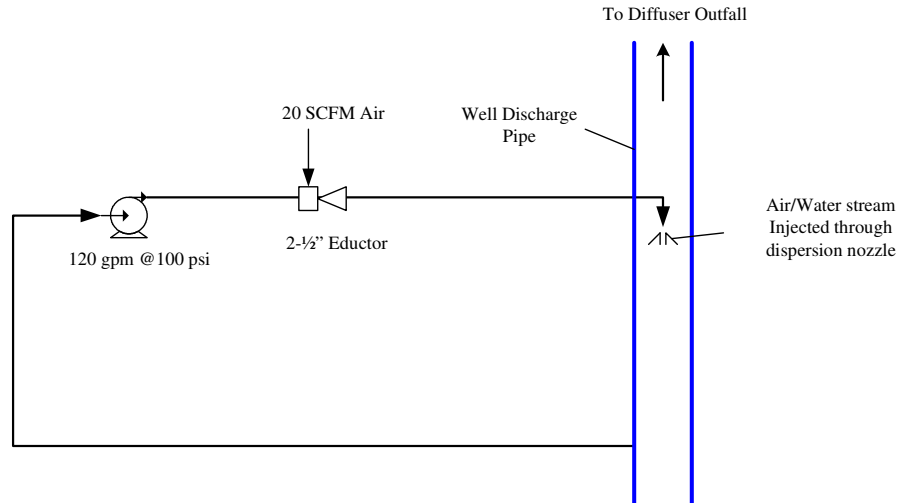 To Diffuser Outfall
20 SCFM Air
Well Discharge
Pipe
Air/Water stream
Injected through
dispersion nozzle
2-½” Eductor
120 gpm @100 psi